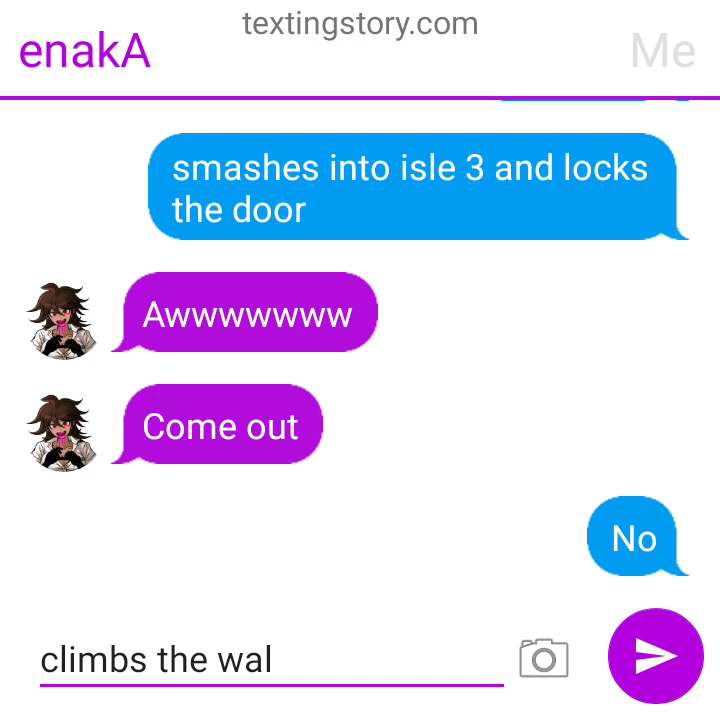 textingstory.com
enakA
Me
smashes into isle 3 and locks
the door
Awwwwwww
Come out
No
climbs the wal